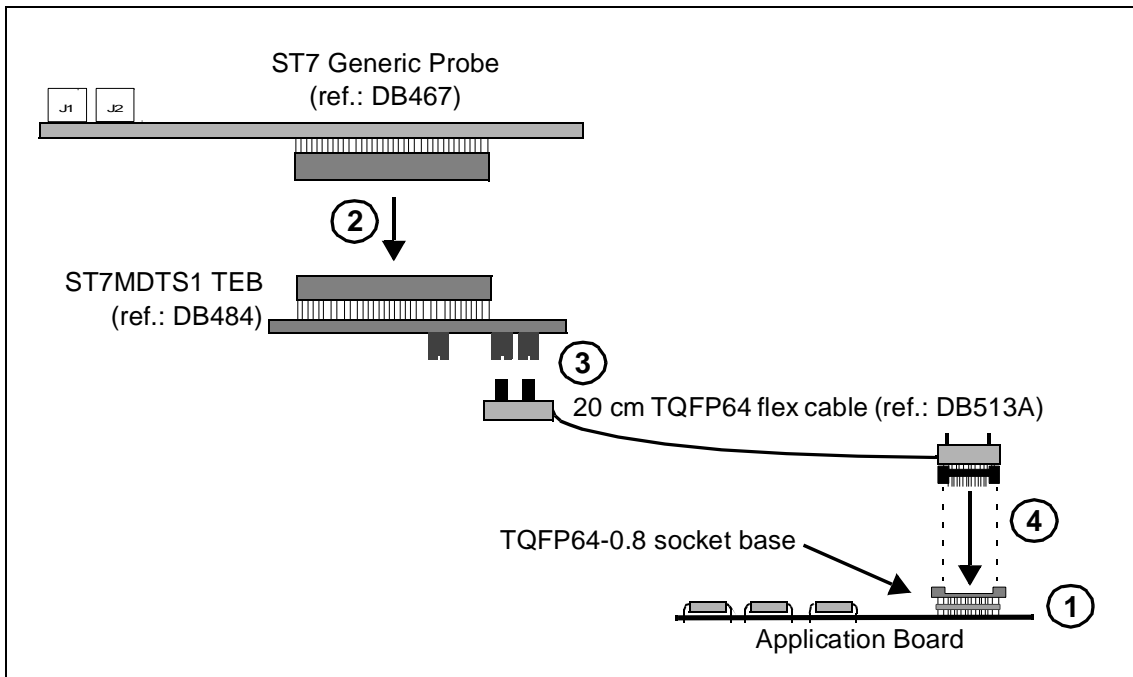 ST7 Generic Probe
(ref.: DB467)
J1 J2
2
ST7MDTS1 TEB
(ref.: DB484)
3
20 cm TQFP64 flex cable (ref.: DB513A)
4
TQFP64-0.8 socket base
1
Application Board